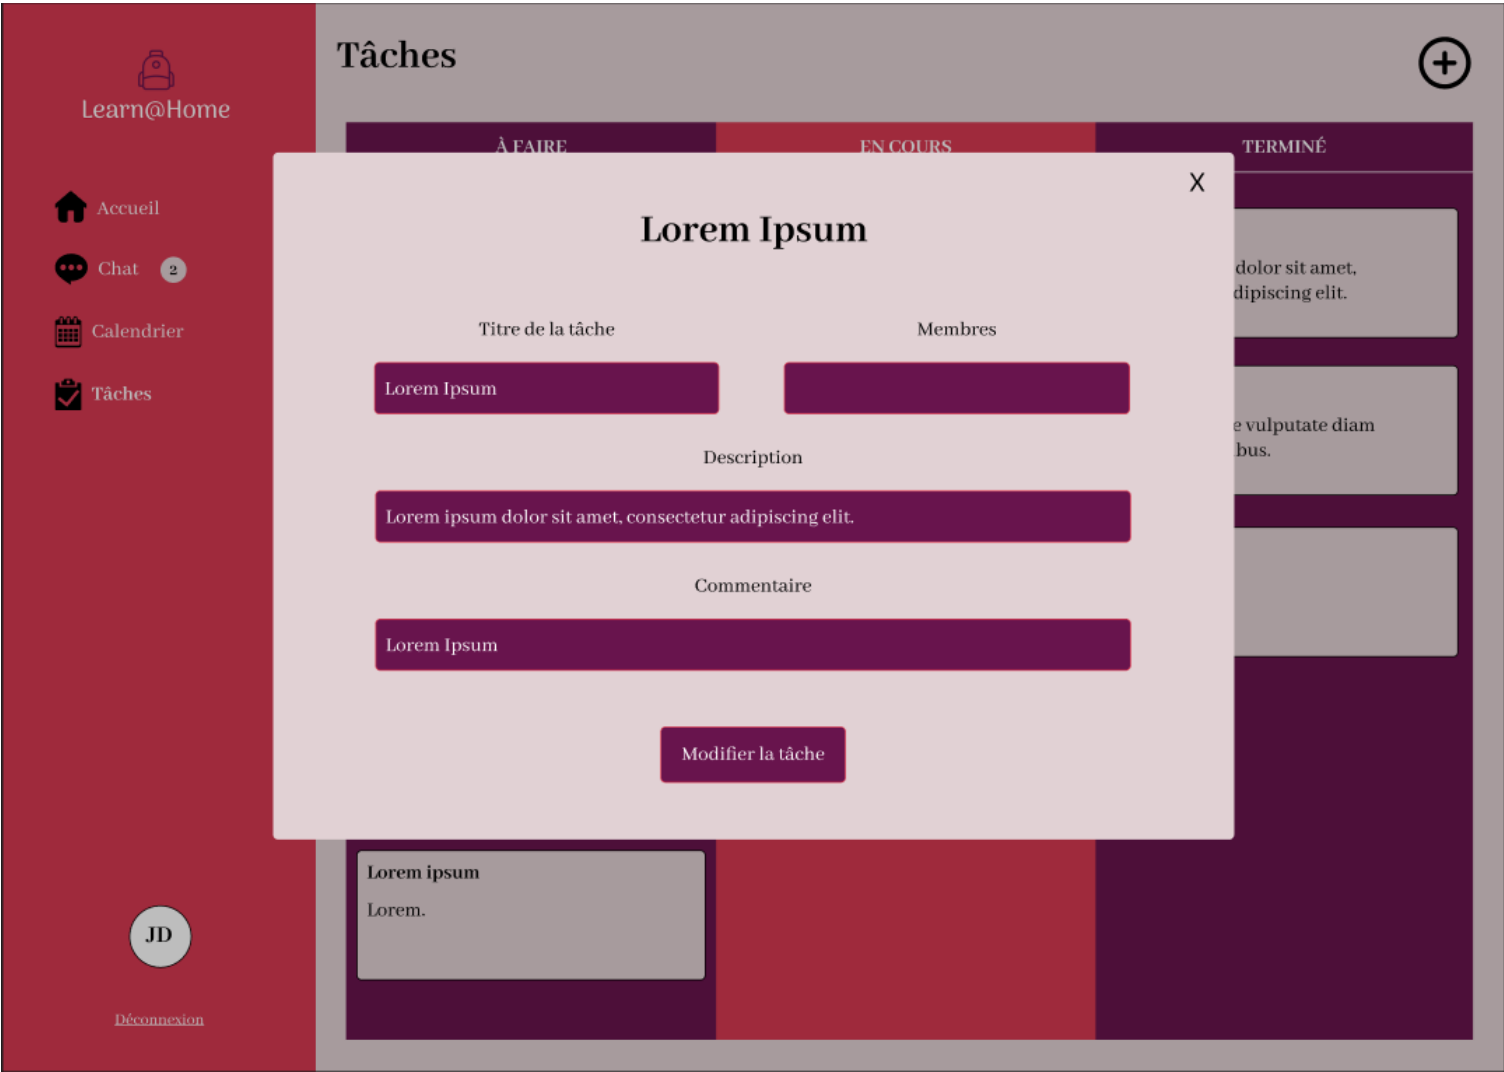 Learn@Home
Accueil
Chat 2
Calendrier
Tâches
JD
Déconnexion
Tâches
À FAIRE
EN COURS
TERMINÉ
X
Lorem Ipsum
Titre de la tâche
Membres
Lorem Ipsum
Description
Lorem ipsum dolor sit amet, consectetur adipiscing elit.
Commentaire
Lorem Ipsum
Modifier la tâche
Lorem ipsum
Lorem.
dolor sit amet,
dipiscing elit.
e vulputate diam
bus.